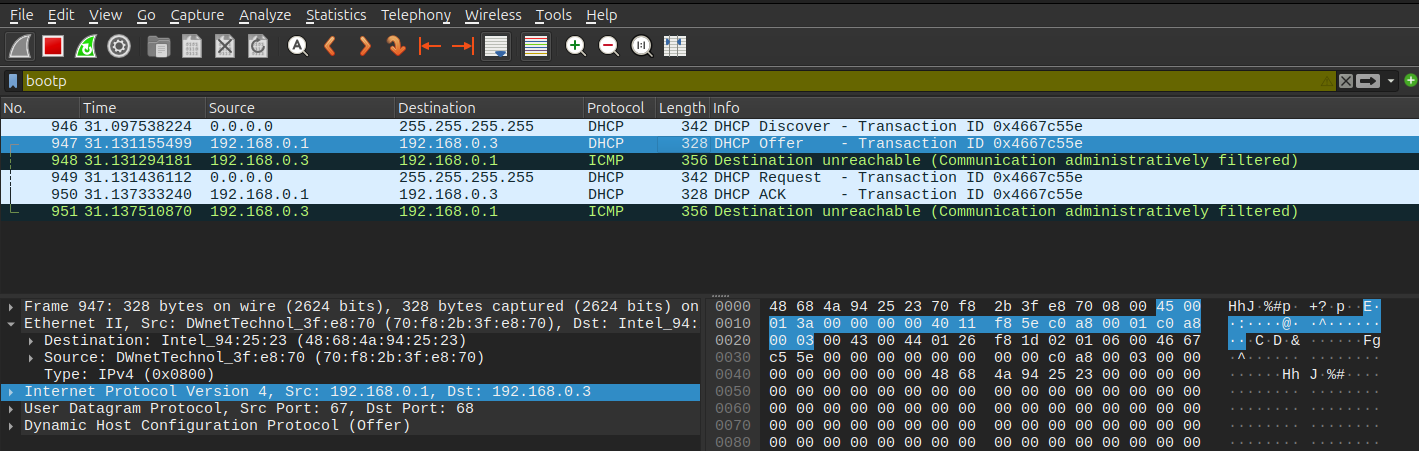 File Edit View Go Capture Analyze Statistics Telephony Wireless Tools Help
bootp
No. Time Source Destination Protocol Length Info
946 31.097538224 0.0.0.0 255.255.255.255 DHCP 342 DHCP Discover - Transaction ID 0x4667c55e
947 31.131155499 192.168.0.1 192.168.0.3 DHCP 328 DHCP Offer - Transaction ID 0x4667c55e
948 31.131294181 192.168.0.3 192.168.0.1 ICMP 356 Destination unreachable (Communication administratively filtered)
949 31.131436112 0.0.0.0 255.255.255.255 DHCP 342 DHCP Request - Transaction ID 0x4667c55e
950 31.137333240 192.168.0.1 192.168.0.3 DHCP 328 DHCP ACK - Transaction ID 0x4667c55e
951 31.137510870 192.168.0.3 192.168.0.1 ICMP 356 Destination unreachable (Communication administratively filtered)
Frame 947: 328 bytes on wire (2624 bits), 328 bytes captured (2624 bits) on
Ethernet II, Src: DWnetTechnol_3f:e8:70 (70:f8:2b:3f:e8:70), Dst: Intel_94:
Destination: Intel_94:25:23 (48:68:4a:94:25:23)
Source: DWnetTechnol_3f:e8:70 (70:f8:2b:3f:e8:70)
Type: IPv4 (0x0800)
Internet Protocol Version 4, Src: 192.168.0.1, Dst: 192.168.0.3
User Datagram Protocol, Src Port: 67, Dst Port: 68
Dynamic Host Configuration Protocol (Offer)
0000 48 68 4a 94 25 23 70 f8 2b 3f e8 70 08 00 45 00 HhJ·%#p· +?·p··E·
0010 01 3a 00 00 00 00 40 11 f8 5e c0 a8 00 01 c0 a8 ·:····@· ·^······
0020 00 03 00 43 00 44 01 26 f8 1d 02 01 06 00 46 67 ···C·D·& ······Fg
0030 c5 5e 00 00 00 00 00 00 00 00 c0 a8 00 03 00 00 ·^······ ········
0040 00 00 00 00 00 00 48 68 4a 94 25 23 00 00 00 00 ······Hh J·%#····
0050 00 00 00 00 00 00 00 00 00 00 00 00 00 00 00 00 ········ ········
0060 00 00 00 00 00 00 00 00 00 00 00 00 00 00 00 00 ········ ········
0070 00 00 00 00 00 00 00 00 00 00 00 00 00 00 00 00 ········ ········
0080 00 00 00 00 00 00 00 00 00 00 00 00 00 00 00 00 ········ ········